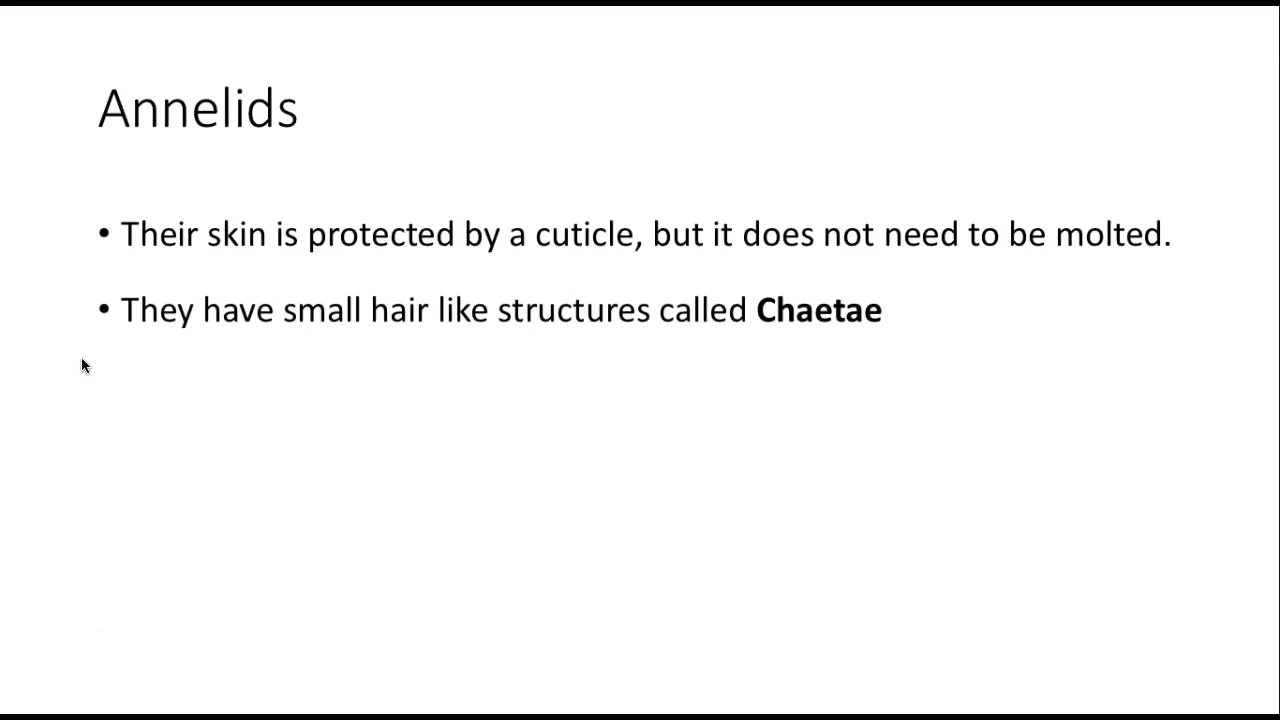 Annelids
• Their skin is protected by a cuticle, but it does not need to be molted.
• They have small hair like structures called Chaetae